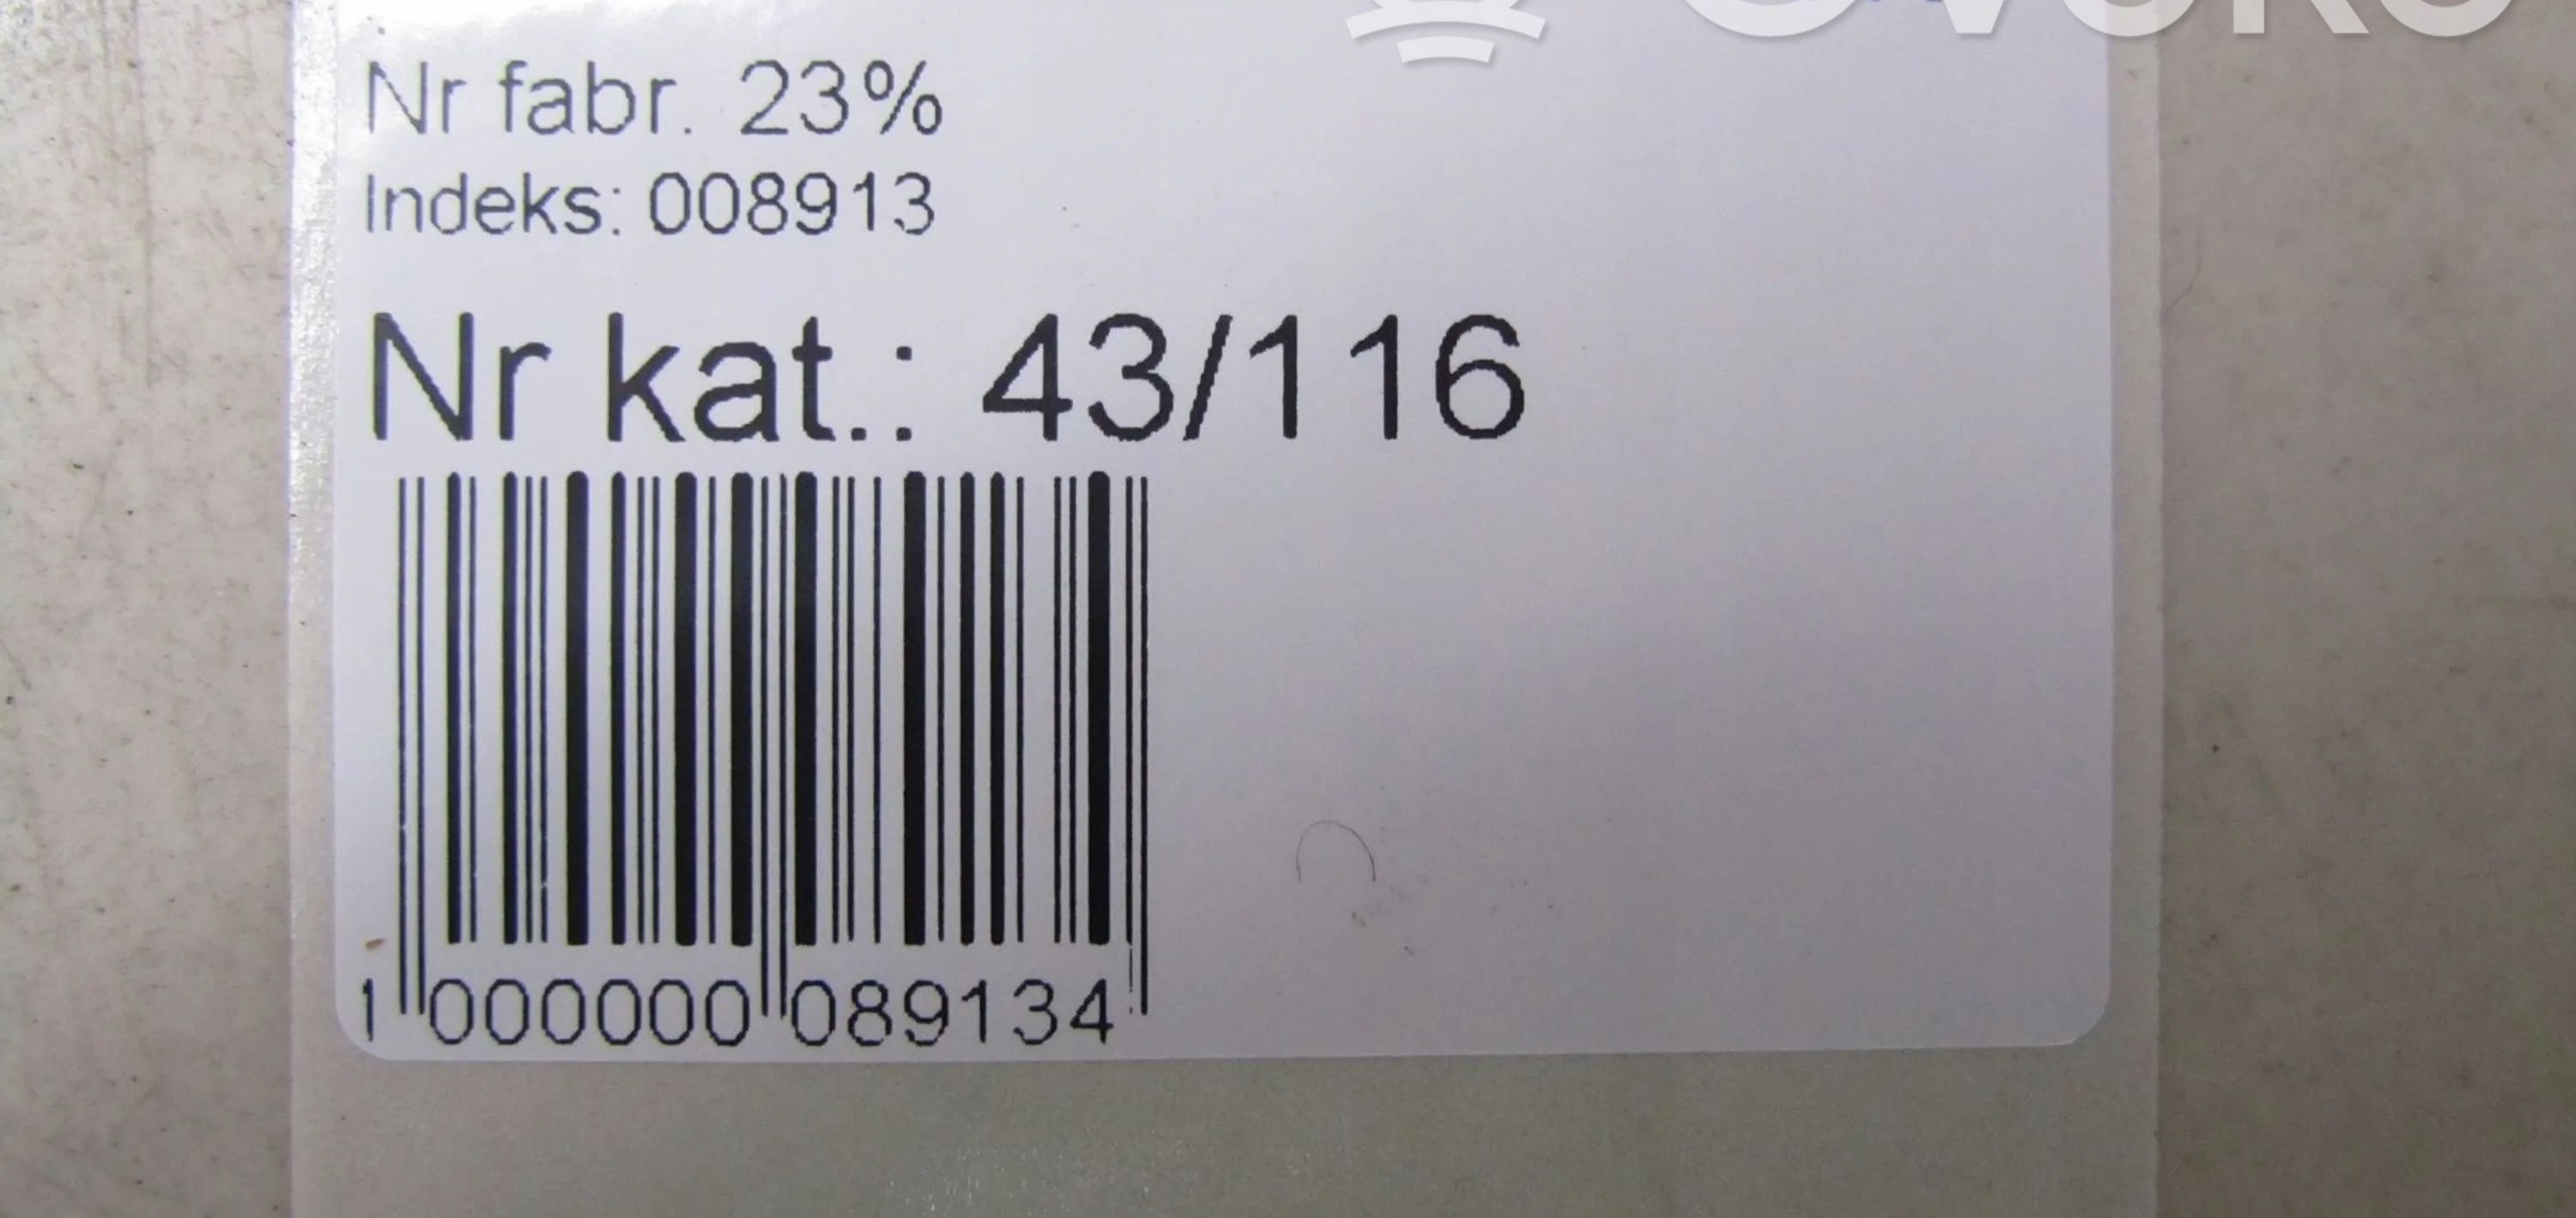 Nr fabr. 23%
Indeks: 008913
Nr kat.: 43/116
1 000000 089134